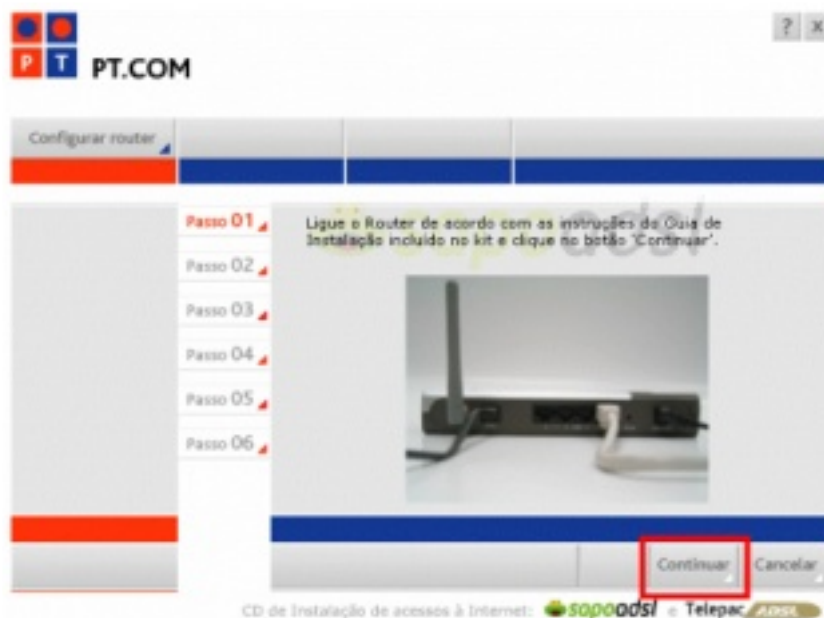 ? x
P T PT.COM
Configurar router
Passo 01
Passo 02
Passo 03
Passo 04
Passo 05
Passo 06
sapoadsl
Ligue o Router de acordo com as instruções do Guia de
Instalação incluído no kit e clique no botão 'Continuar'.
Continuar Cancelar
CD de Instalação de acessos à Internet: sapoadsl e Telepac ADSL